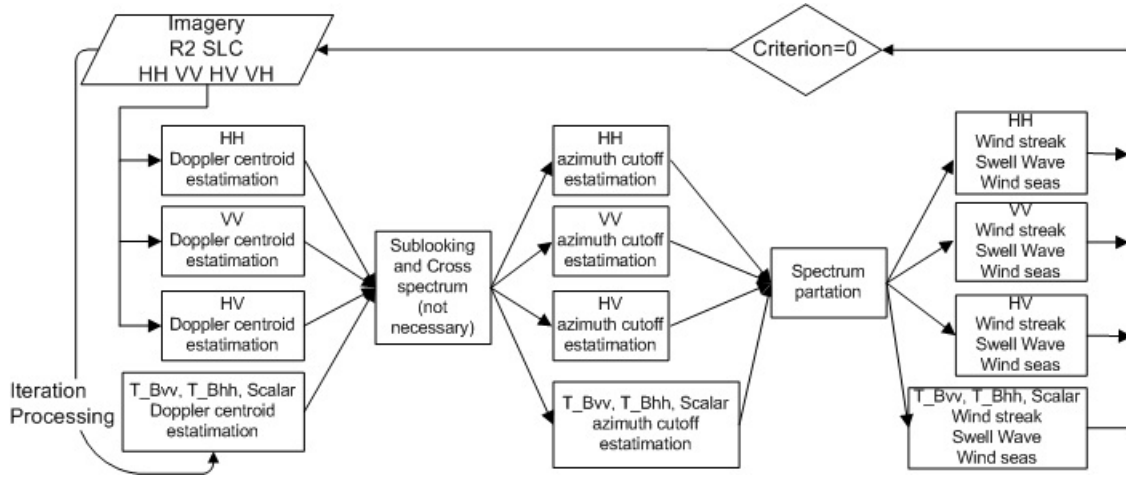 Imagery
R2 SLC
HH VV HV VH
Criterion=0
HH
Doppler centroid
estatimation
VV
Doppler centroid
estatimation
HV
Doppler centroid
estatimation
T_Bvv, T_Bhh, Scalar
Doppler centroid
estatimation
Iteration
Processing
Sublooking
and Cross
spectrum
(not
necessary)
HH
azimuth cutoff
estatimation
VV
azimuth cutoff
estatimation
HV
azimuth cutoff
estatimation
T_Bvv, T_Bhh, Scalar
azimuth cutoff
estatimation
Spectrum
partation
HH
Wind streak
Swell Wave
Wind seas
VV
Wind streak
Swell Wave
Wind seas
HV
Wind streak
Swell Wave
Wind seas
T_Bvv, T_Bhh, Scalar
Wind streak
Swell Wave
Wind seas